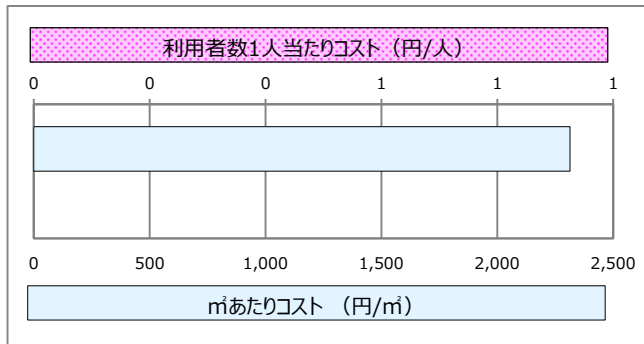 利用者数1人当たりコスト（円/人）
0 0 0 1 1 1
0 500 1,000 1,500 2,000 2,500
㎡あたりコスト （円/㎡）